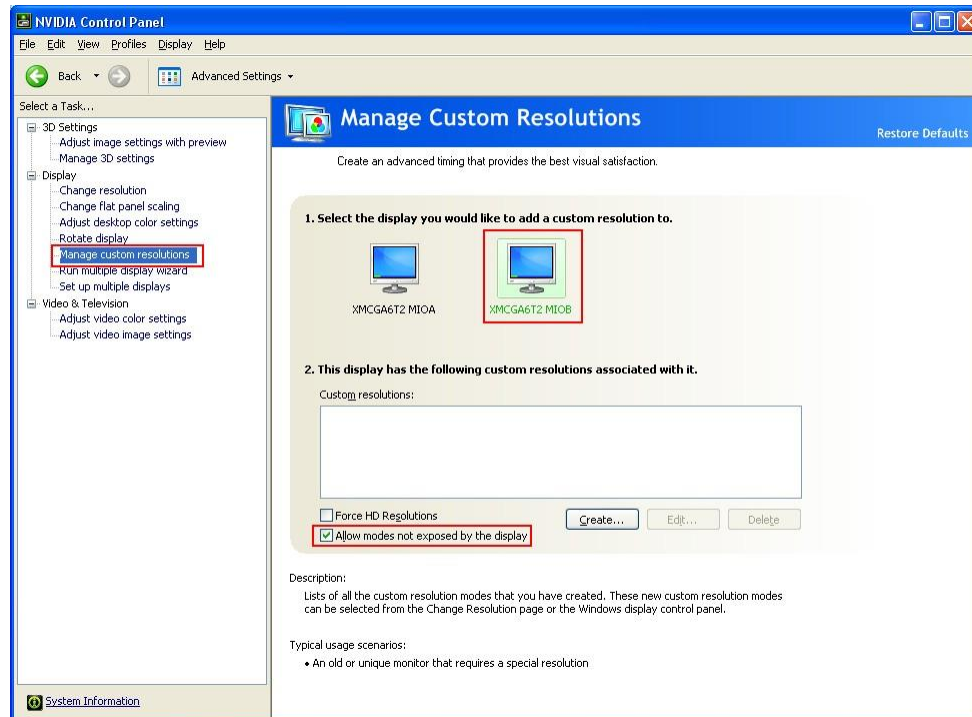 NVIDIA Control Panel
File Edit View Profiles Display Help
Back Advanced Settings
Select a Task...
3D Settings
Adjust image settings with preview
Manage 3D settings
Display
Change resolution
Change flat panel scaling
Adjust desktop color settings
Rotate display
Manage custom resolutions
Run multiple display wizard
Set up multiple displays
Video & Television
Adjust video color settings
Adjust video image settings
System Information
Manage Custom Resolutions
Restore Defaults
Create an advanced timing that provides the best visual satisfaction.
1. Select the display you would like to add a custom resolution to.
XMCGA6T2 MIOA XMCGA6T2 MIOB
2. This display has the following custom resolutions associated with it.
Custom resolutions:
Force HD Resolutions
Create... Edit... Delete
Allow modes not exposed by the display
Description:
Lists of all the custom resolution modes that you have created. These new custom resolution modes
can be selected from the Change Resolution page or the Windows display control panel.
Typical usage scenarios:
• An old or unique monitor that requires a special resolution